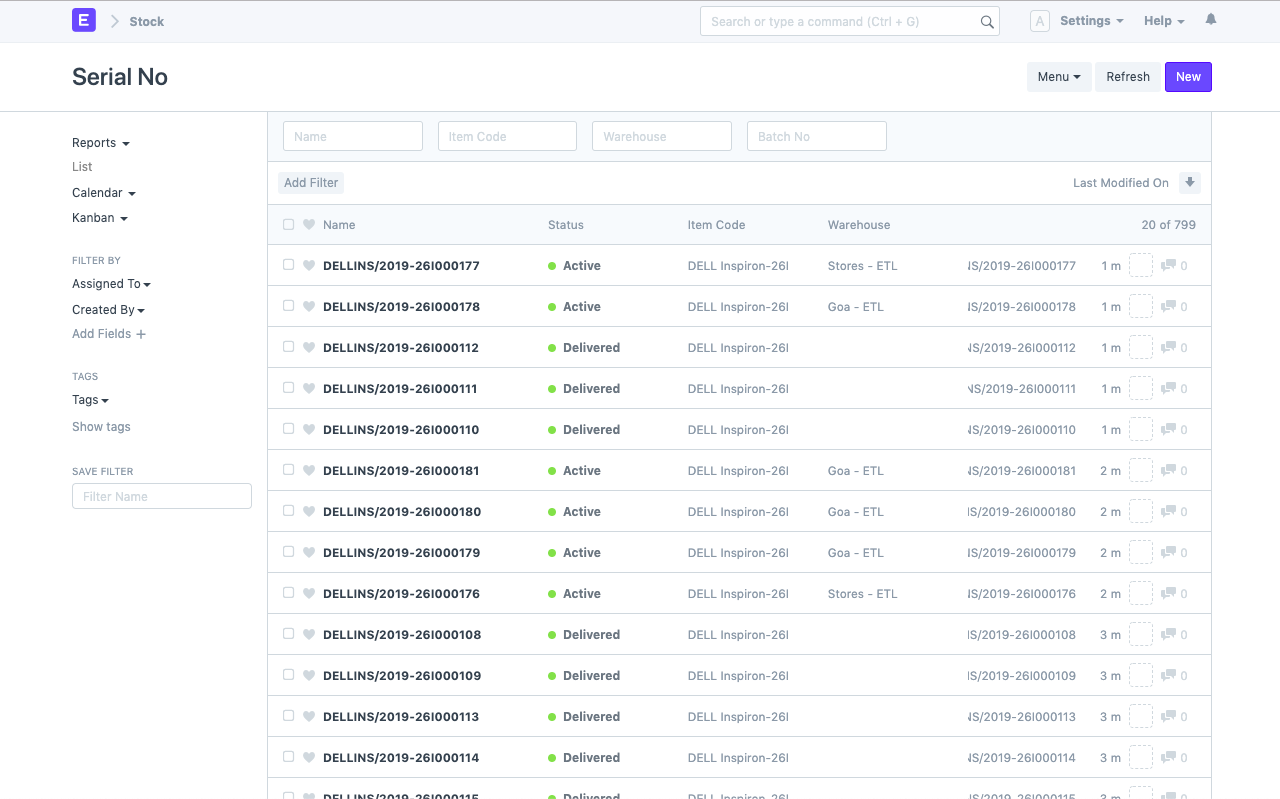 E Stock Search or type a command (Ctrl + G) A Settings Help
Serial No Menu Refresh New
Reports
List
Calendar
Kanban
FILTER BY
Assigned To
Created By
Add Fields
TAGS
Tags
Show tags
SAVE FILTER
Filter Name
Name Item Code Warehouse Batch No
Add Filter Last Modified On
Name Status Item Code Warehouse 20 of 799
DELLINS/2019-26I000177 Active DELL Inspiron-26I Stores - ETL IS/2019-26I000177 1 m 0
DELLINS/2019-26I000178 Active DELL Inspiron-26I Goa - ETL IS/2019-26I000178 1 m 0
DELLINS/2019-26I000112 Delivered DELL Inspiron-26I IS/2019-26I000112 1 m 0
DELLINS/2019-26I000111 Delivered DELL Inspiron-26I NS/2019-26I000111 1 m 0
DELLINS/2019-26I000110 Delivered DELL Inspiron-26I IS/2019-26I000110 1 m 0
DELLINS/2019-26I000181 Active DELL Inspiron-26I Goa - ETL IS/2019-26I000181 2 m 0
DELLINS/2019-26I000180 Active DELL Inspiron-26I Goa - ETL IS/2019-26I000180 2 m 0
DELLINS/2019-26I000179 Active DELL Inspiron-26I Goa - ETL IS/2019-26I000179 2 m 0
DELLINS/2019-26I000176 Active DELL Inspiron-26I Stores - ETL IS/2019-26I000176 2 m 0
DELLINS/2019-26I000108 Delivered DELL Inspiron-26I IS/2019-26I000108 3 m 0
DELLINS/2019-26I000109 Delivered DELL Inspiron-26I IS/2019-26I000109 3 m 0
DELLINS/2019-26I000113 Delivered DELL Inspiron-26I IS/2019-26I000113 3 m 0
DELLINS/2019-26I000114 Delivered DELL Inspiron-26I IS/2019-26I000114 3 m 0
DELLINS/2019-26I000115 Delivered DELL Inspiron-26I IS/2019-26I000115 3 m 0